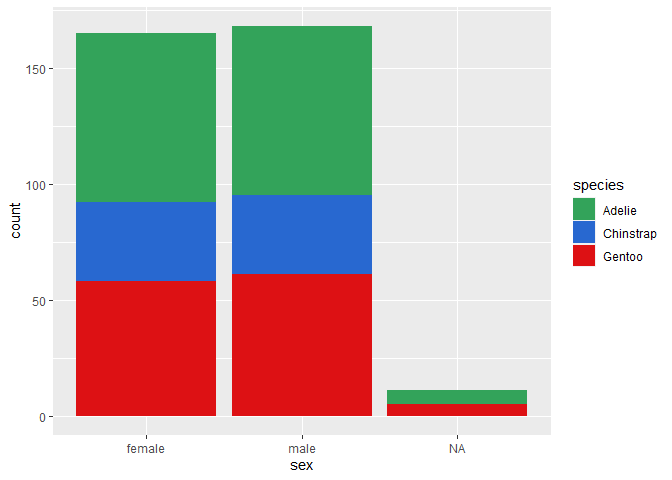 150
100
50
0
count
female
male
NA
sex
species
Adelie
Chinstrap
Gentoo